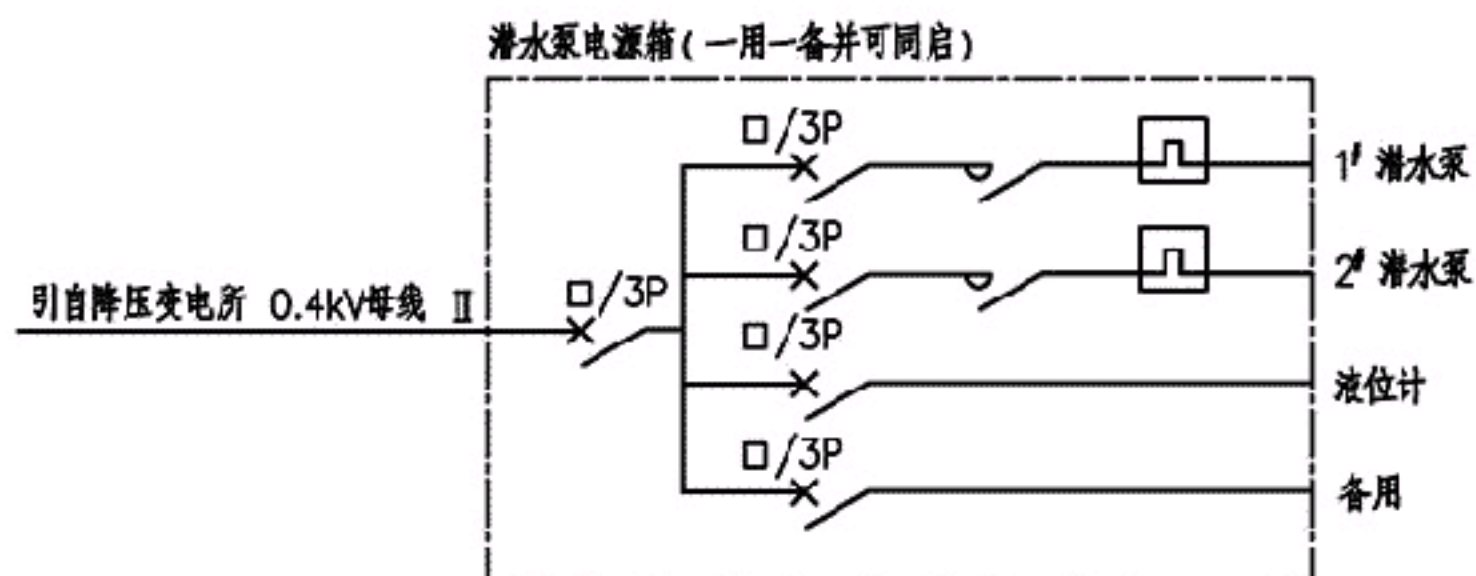 潜水泵电源箱(一用一备并可同启)
□/3P
1# 潜水泵
□/3P
2# 潜水泵
引自降压变电所 0.4kV母线 Ⅱ
□/3P
□/3P
液位计
□/3P
备用